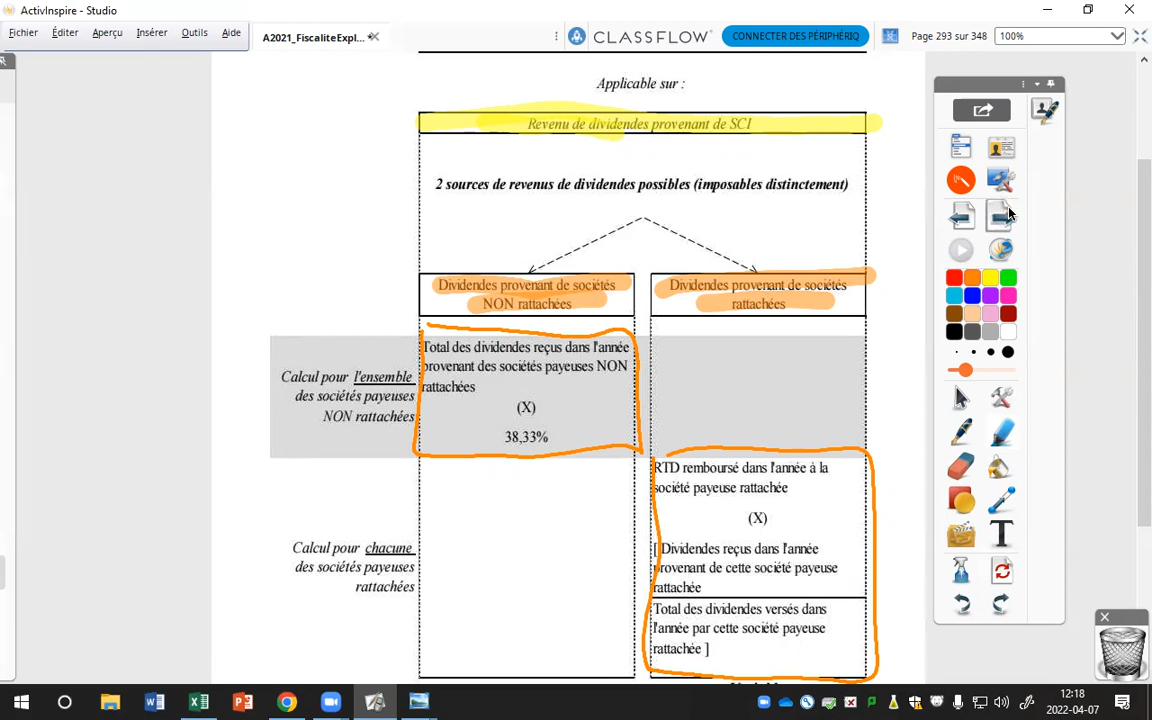 ActivInspire - Studio
Fichier Éditer Aperçu Insérer Outils Aide
A2021_FiscaliteExpl...
CLASSFLOW
CONNECTER DES PÉRIPHÉRIQ
Page 293 sur 348
100%
Applicable sur :
Revenu de dividendes provenant de SCI
2 sources de revenus de dividendes possibles (imposables distinctement)
Dividendes provenant de sociétés
NON rattachées
Dividendes provenant de sociétés
rattachées
Calcul pour l'ensemble
des sociétés payeuses
NON rattachées
Total des dividendes reçus dans l'année
provenant des sociétés payeuses NON
rattachées
(X)
38,33%
Calcul pour chacune
des sociétés payeuses
rattachées
RTD remboursé dans l'année à la
société payeuse rattachée
(X)
[ Dividendes reçus dans l'année
provenant de cette société payeuse
rattachée
Total des dividendes versés dans
l'année par cette société payeuse
rattachée ]
12:18
2022-04-07